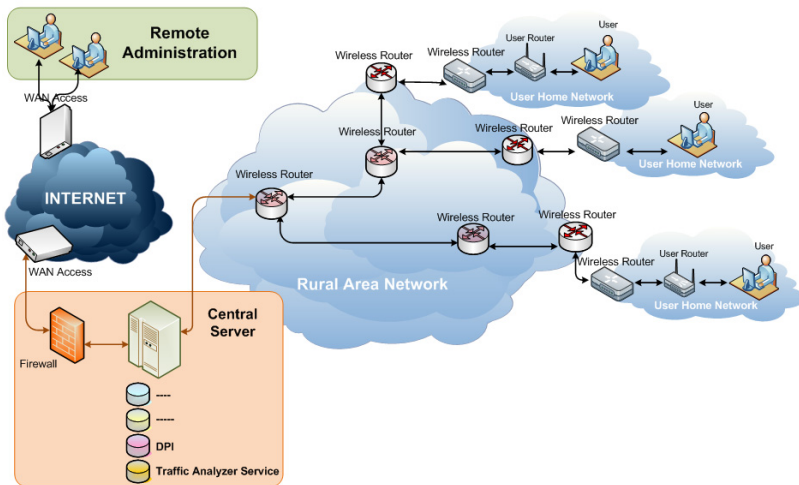 Remote
Administration
WAN Access
INTERNET
WAN Access
Firewall
Central
Server
----
-----
DPI
Traffic Analyzer Service
Wireless Router
Wireless Router
User Router
User
User Home Network
Wireless Router
Wireless Router
Wireless Router
User
User Home Network
Wireless Router
Wireless Router
Wireless Router
Rural Area Network
Wireless Router
User Router
User
User Home Network